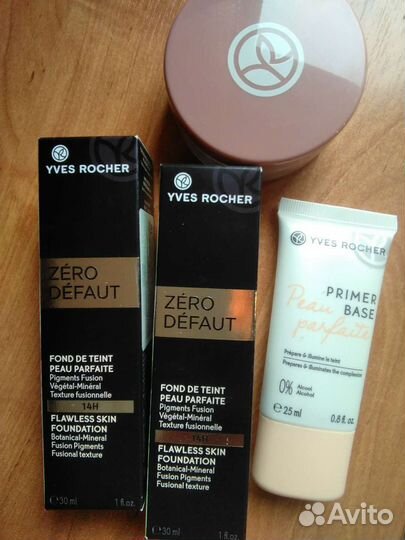 YVES ROCHER
ZÉRO
DÉFAUT
FOND DE TEINT
PEAU PARFAITE
Pigments Fusion
Végétal-Minéral
Texture fusionnelle
14H
FLAWLESS SKIN
FOUNDATION
Botanical-Mineral
Fusion Pigments
Fusional texture
e 30 ml 1 fl.oz.
YVES ROCHER
ZÉRO
DÉFAUT
FOND DE TEINT
PEAU PARFAITE
Pigments Fusion
Végétal-Minéral
Texture fusionnelle
14H
FLAWLESS SKIN
FOUNDATION
Botanical-Mineral
Fusion Pigments
Fusional texture
e 30 ml 1 fl.oz.
YVES ROCHER
PRIMER
BASE
Peau
parfaite
Prépare & illumine le teint
Prepares & illuminates the complexion
0% Alcool
Alcohol
e 25 ml 0.8 fl.oz.
Avito